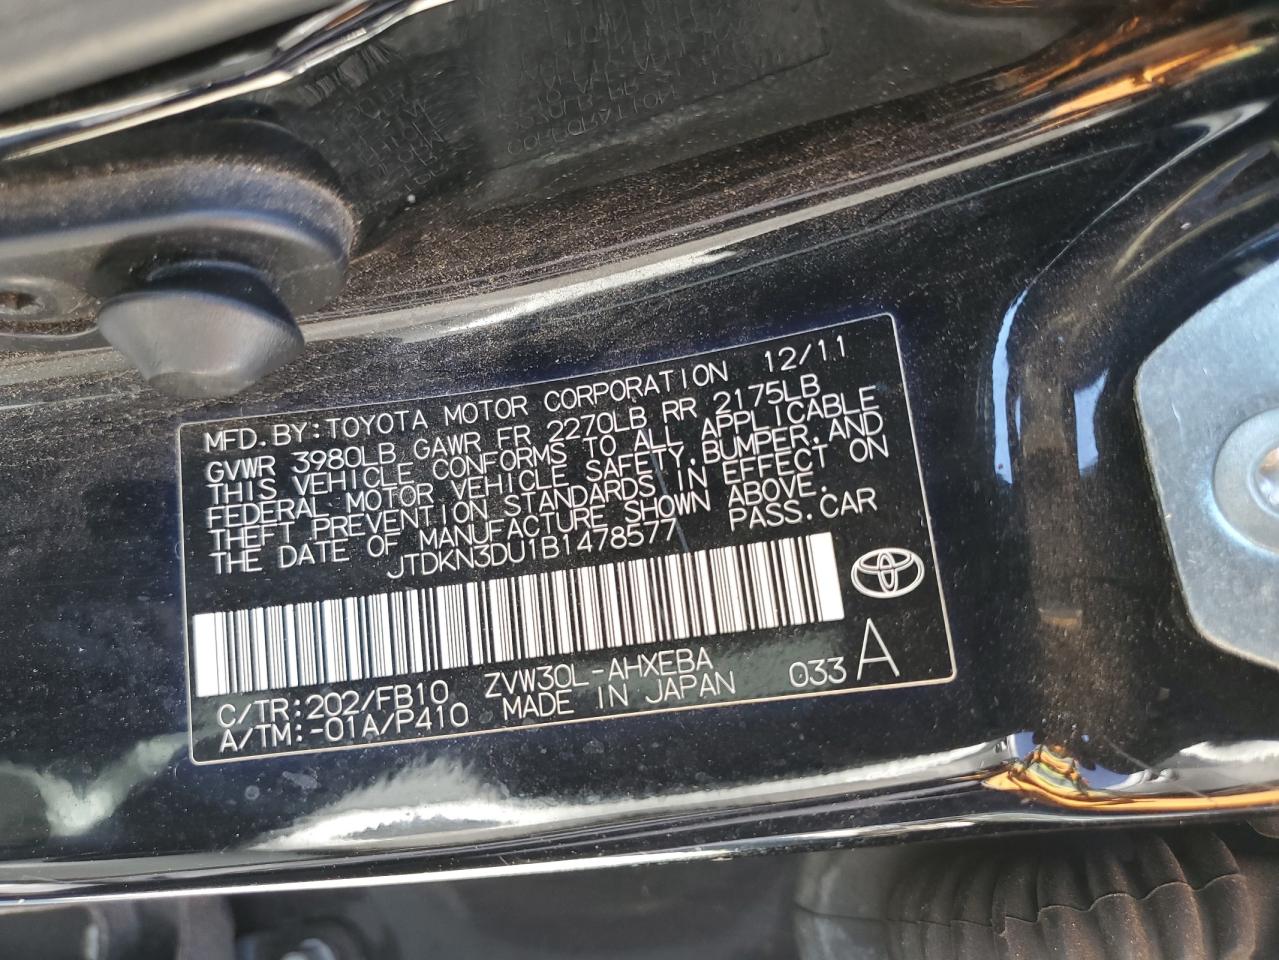 MFD.BY:TOYOTA MOTOR CORPORATION 12/11
GVWR 3980LB GAWR FR 2270LB RR 2175LB
THIS VEHICLE CONFORMS TO ALL APPLICABLE
FEDERAL MOTOR VEHICLE SAFETY,BUMPER,AND
THEFT PREVENTION STANDARDS IN EFFECT ON
THE DATE OF MANUFACTURE SHOWN ABOVE.
JTDKN3DU1B1478577 PASS.CAR
C/TR:202/FB10 ZVW30L-AHXEBA
A/TM:-01A/P410 MADE IN JAPAN 033 A